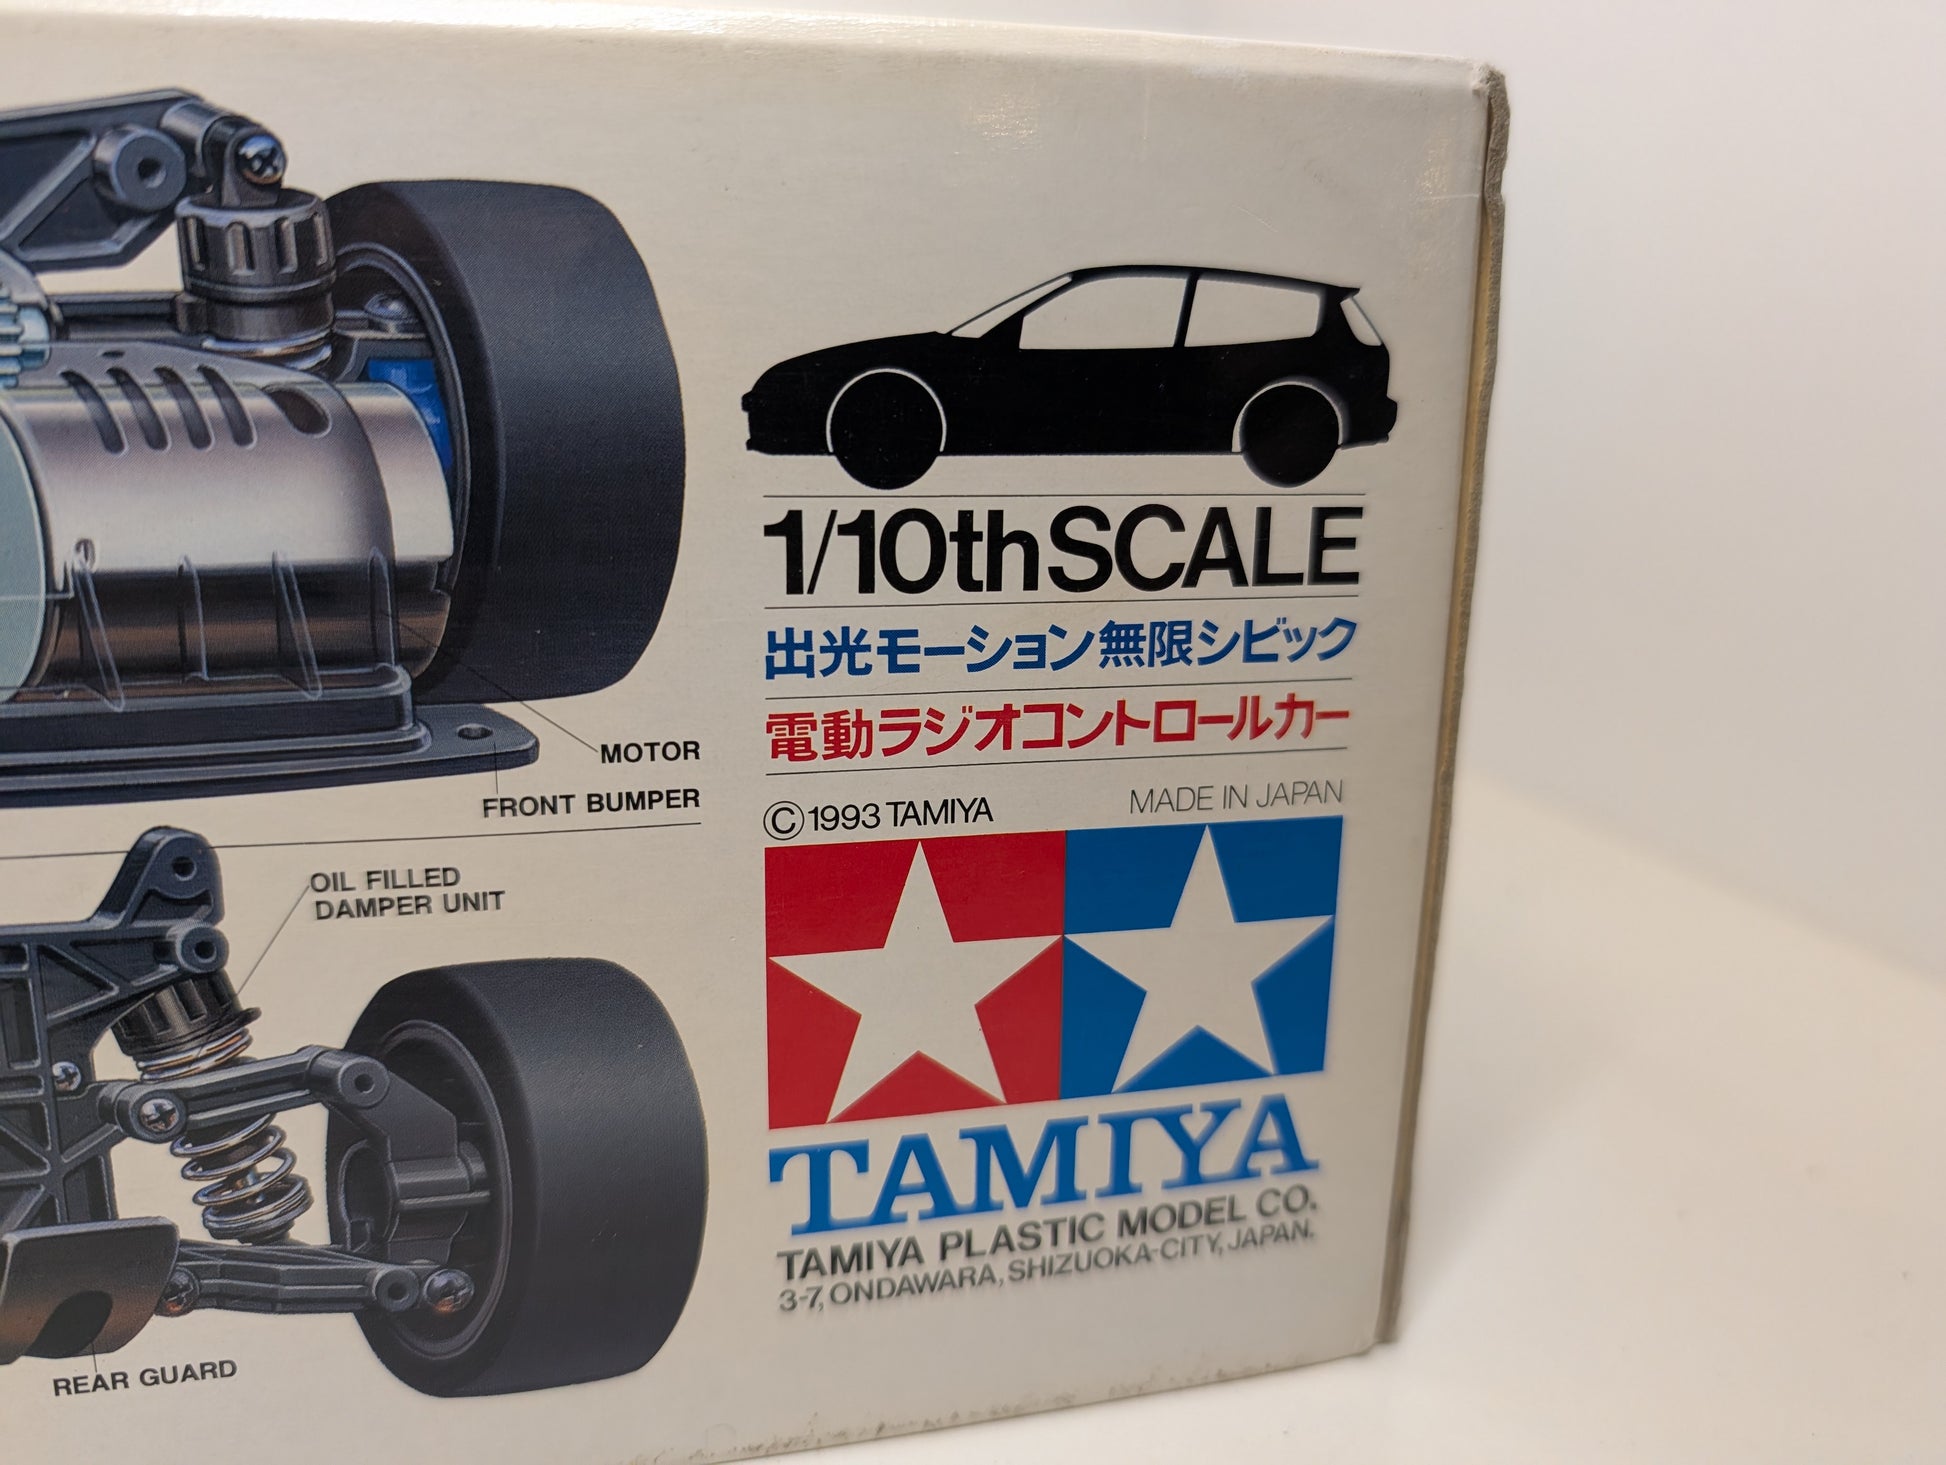 1/10th SCALE
出光モーション無限シビック
電動ラジオコントロールカー
©1993 TAMIYA
MADE IN JAPAN
TAMIYA
TAMIYA PLASTIC MODEL CO.
3-7, ONDAWARA, SHIZUOKA-CITY, JAPAN.
MOTOR
FRONT BUMPER
OIL FILLED
DAMPER UNIT
REAR GUARD